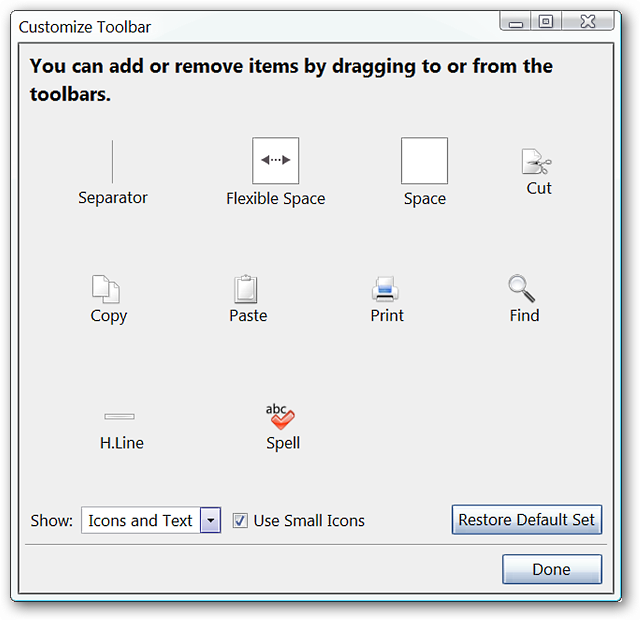 Customize Toolbar
You can add or remove items by dragging to or from the
toolbars.
Separator
Flexible Space
Space
Cut
Copy
Paste
Print
Find
H.Line
abc
Spell
Show: Icons and Text Use Small Icons Restore Default Set
Done